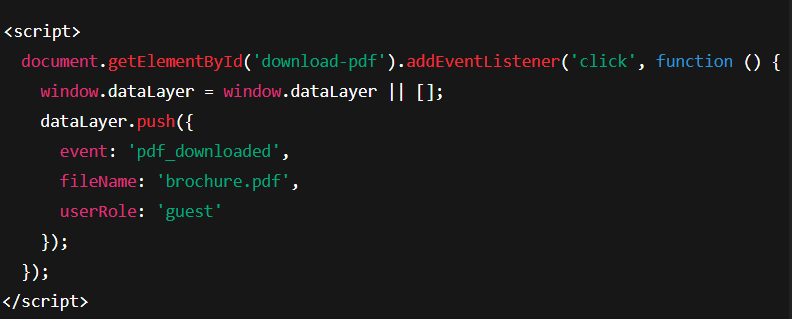 <script>
document.getElementById('download-pdf').addEventListener('click', function () {
window.dataLayer = window.dataLayer || [];
dataLayer.push({
event: 'pdf_downloaded',
fileName: 'brochure.pdf',
userRole: 'guest'
});
});
</script>